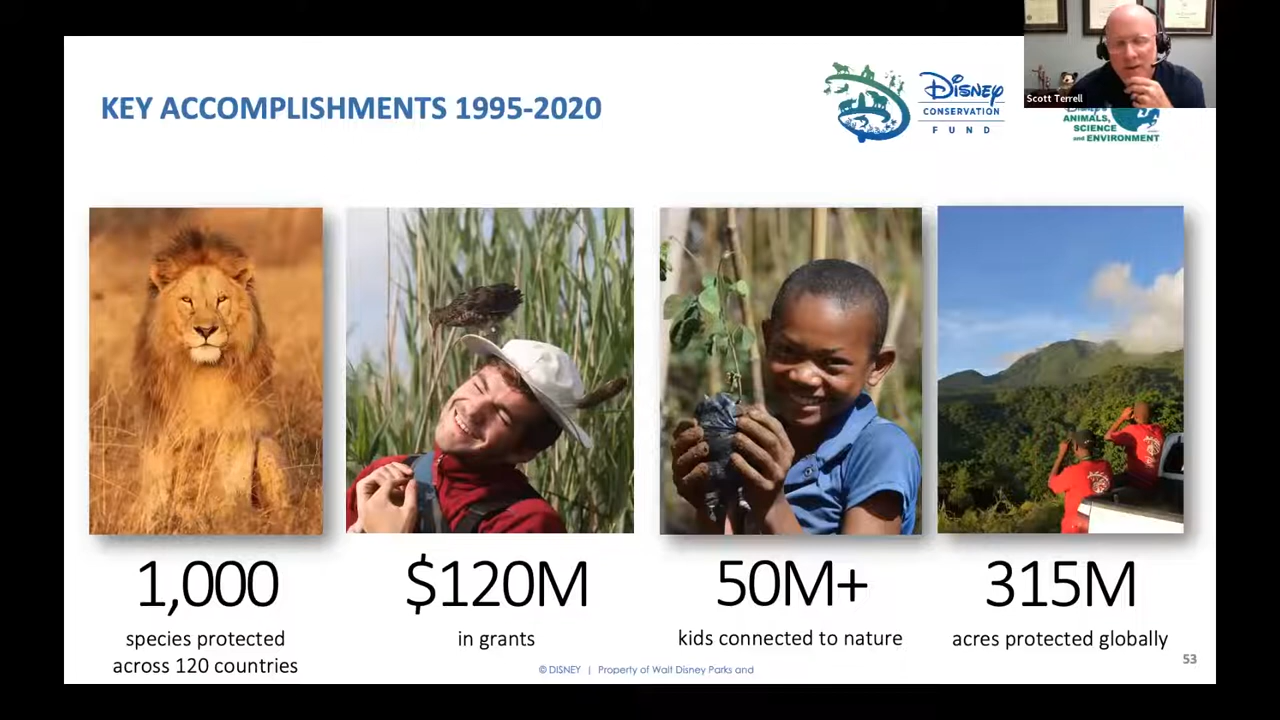 KEY ACCOMPLISHMENTS 1995-2020
Disney
CONSERVATION
FUND
Scott Terrell
ANIMALS,
SCIENCE
and ENVIRONMENT
1,000
species protected
across 120 countries
$120M
in grants
50M+
kids connected to nature
315M
acres protected globally
53
© DISNEY | Property of Walt Disney Parks and